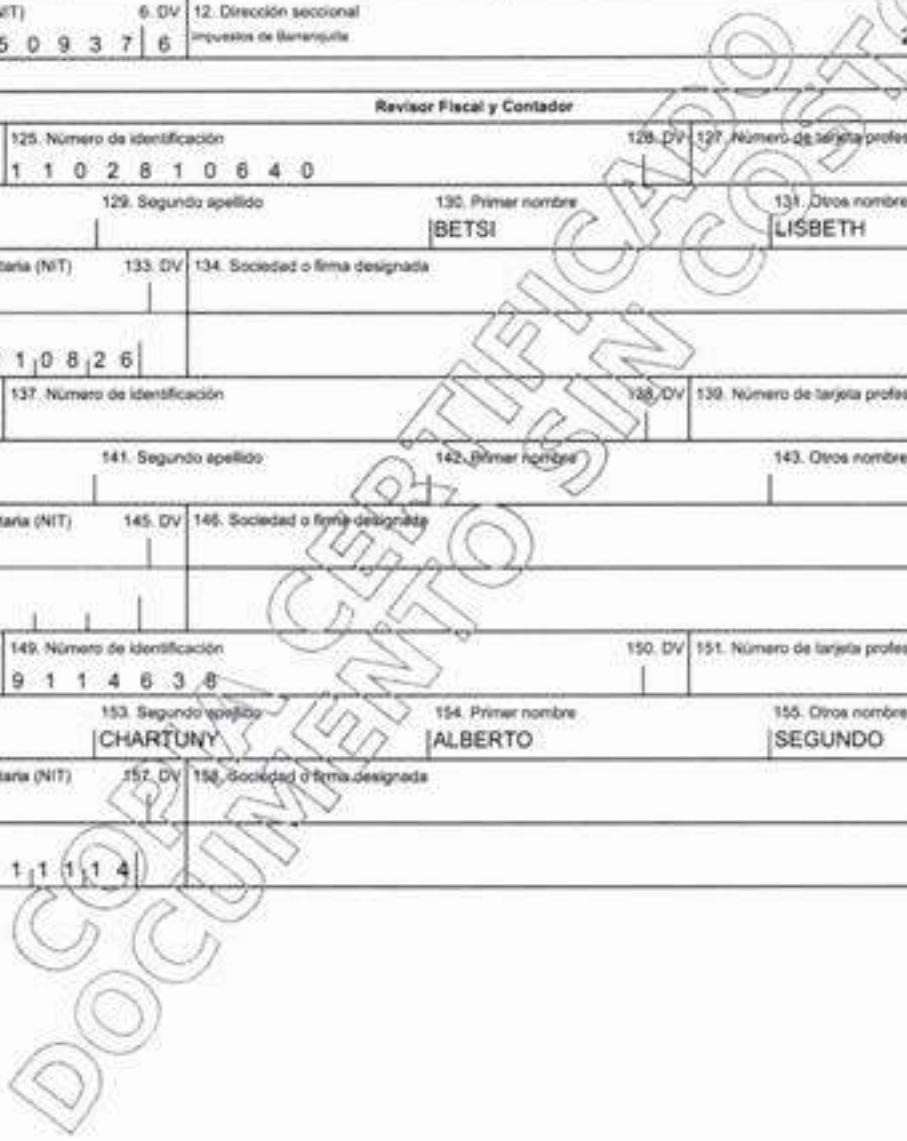 IIT) 6. DV 12. Dirección seccional
5 0 9 3 7 6 Impuestos de Barranquilla 2
Revisor Fiscal y Contador
125. Número de identificación 126. DV 127. Número de tarjeta profes
1 1 0 2 8 1 0 6 4 0
129. Segundo apellido 130. Primer nombre 131. Otros nombre
BETSI LISBETH
taria (NIT) 133. DV 134. Sociedad o firma designada
1 0 8 2 6
137. Número de identificación 138. DV 139. Número de tarjeta profes
141. Segundo apellido 142. Primer nombre 143. Otros nombre
taria (NIT) 145. DV 146. Sociedad o firma designada
149. Número de identificación 150. DV 151. Número de tarjeta profes
9 1 1 4 6 3 8
153. Segundo apellido 154. Primer nombre 155. Otros nombre
CHARTUNY ALBERTO SEGUNDO
taria (NIT) 157. DV 158. Sociedad o firma designada
1 1 1 1 4
COPIA CERTIFICADO
DOCUMENTO SIN COSTO